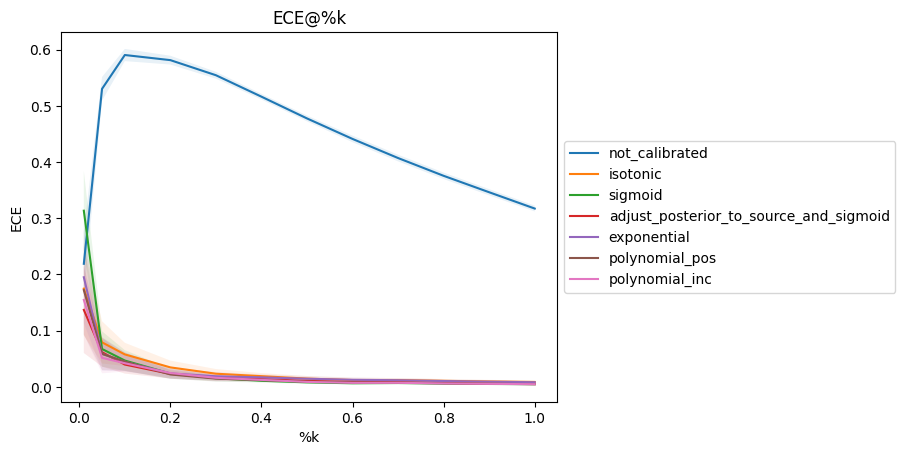 ECE@%k
0.6
0.5
0.4
0.3
0.2
0.1
0.0
ECE
0.0 0.2 0.4 0.6 0.8 1.0
%k
not_calibrated
isotonic
sigmoid
adjust_posterior_to_source_and_sigmoid
exponential
polynomial_pos
polynomial_inc